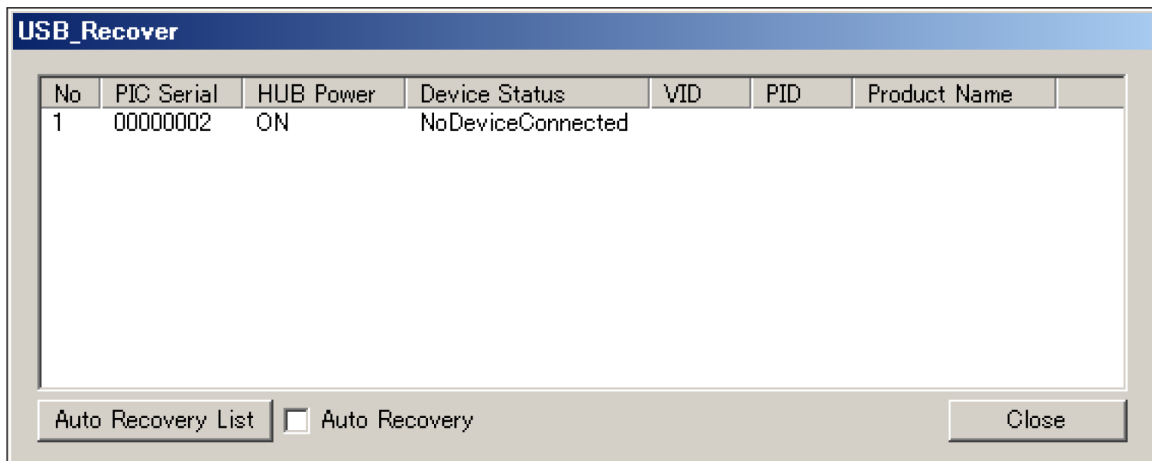 USB_Recover
No PIC Serial HUB Power Device Status VID PID Product Name
1 00000002 ON NoDeviceConnected
Auto Recovery List Auto Recovery Close